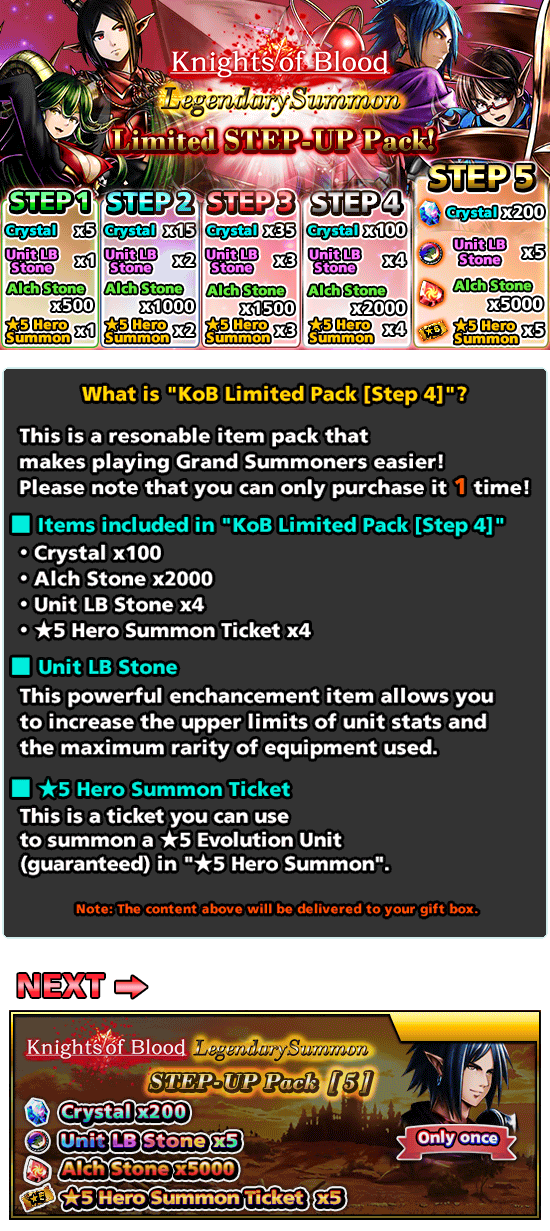 Knights of Blood
Legendary Summon
Limited STEP-UP Pack!
STEP 1
Crystal x5
Unit LB Stone x1
Alch Stone x500
★5 Hero Summon x1
STEP 2
Crystal x15
Unit LB Stone x2
Alch Stone x1000
★5 Hero Summon x2
STEP 3
Crystal x35
Unit LB Stone x3
Alch Stone x1500
★5 Hero Summon x3
STEP 4
Crystal x100
Unit LB Stone x4
Alch Stone x2000
★5 Hero Summon x4
STEP 5
Crystal x200
Unit LB Stone x5
Alch Stone x5000
★5 Hero Summon x5
What is "KoB Limited Pack [Step 4]"?
This is a resonable item pack that
makes playing Grand Summoners easier!
Please note that you can only purchase it 1 time!
■ Items included in "KoB Limited Pack [Step 4]"
• Crystal x100
• Alch Stone x2000
• Unit LB Stone x4
• ★5 Hero Summon Ticket x4
■ Unit LB Stone
This powerful enchancement item allows you
to increase the upper limits of unit stats and
the maximum rarity of equipment used.
■ ★5 Hero Summon Ticket
This is a ticket you can use
to summon a ★5 Evolution Unit
(guaranteed) in "★5 Hero Summon".
Note: The content above will be delivered to your gift box.
NEXT ➡
Knights of Blood Legendary Summon
STEP-UP Pack [5]
Crystal x200
Unit LB Stone x5
Alch Stone x5000
★5 Hero Summon Ticket x5
Only once